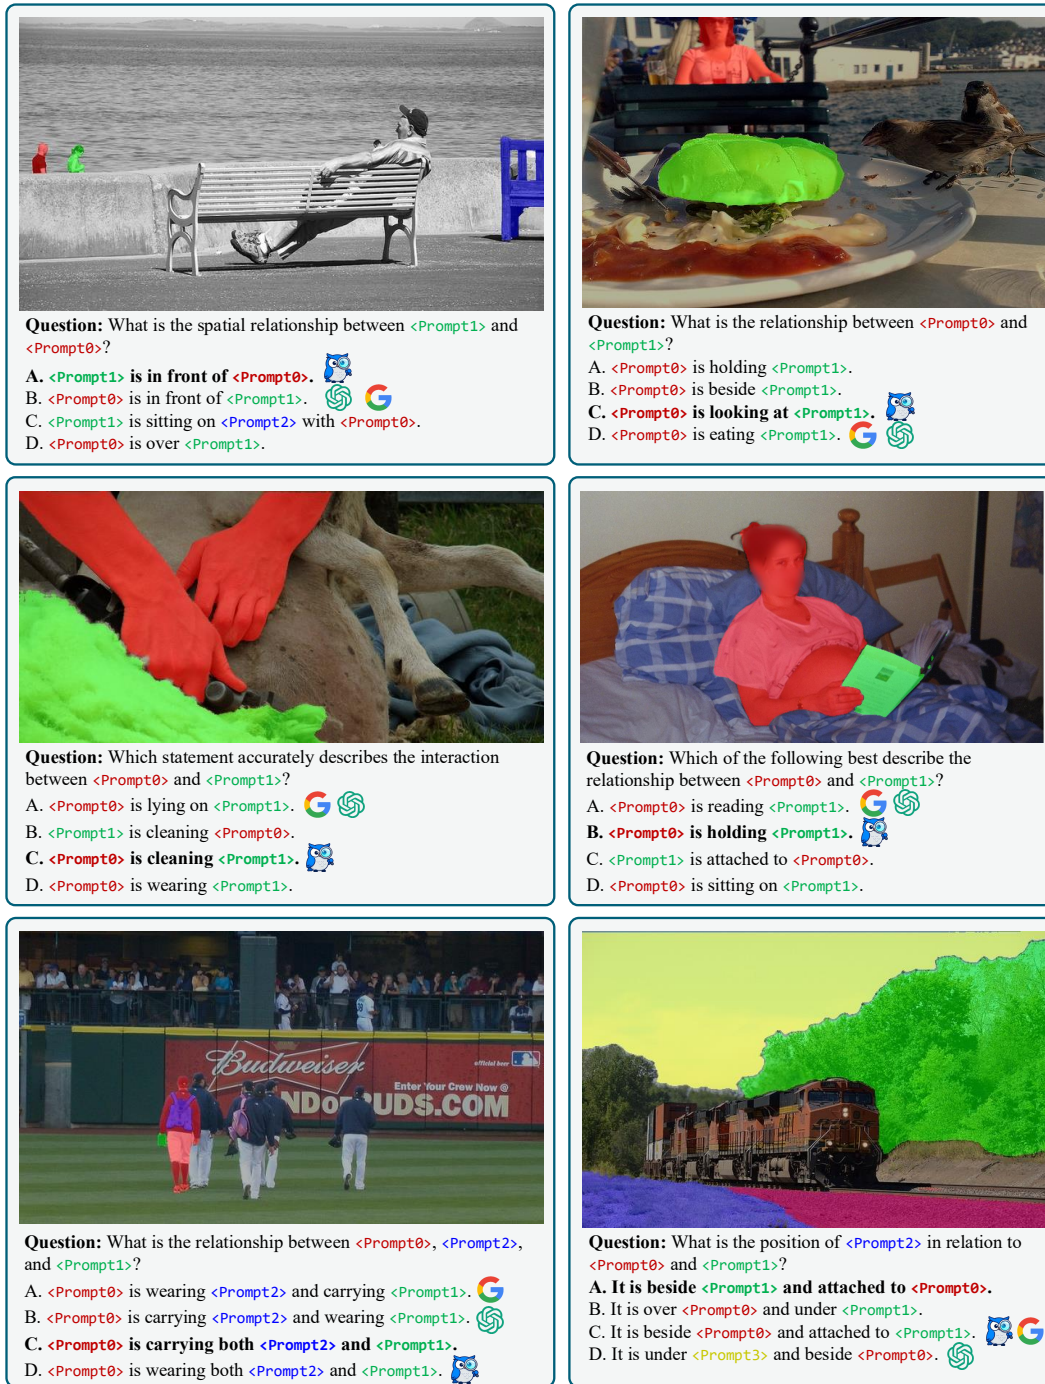 Question: What is the spatial relationship between <Prompt1> and
<Prompt0>?
A. <Prompt1> is in front of <Prompt0>.
B. <Prompt0> is in front of <Prompt1>.
C. <Prompt1> is sitting on <Prompt2> with <Prompt0>.
D. <Prompt0> is over <Prompt1>.
Question: What is the relationship between <Prompt0> and
<Prompt1>?
A. <Prompt0> is holding <Prompt1>.
B. <Prompt0> is beside <Prompt1>.
C. <Prompt0> is looking at <Prompt1>.
D. <Prompt0> is eating <Prompt1>.
Question: Which statement accurately describes the interaction
between <Prompt0> and <Prompt1>?
A. <Prompt0> is lying on <Prompt1>.
B. <Prompt1> is cleaning <Prompt0>.
C. <Prompt0> is cleaning <Prompt1>.
D. <Prompt0> is wearing <Prompt1>.
Question: Which of the following best describe the
relationship between <Prompt0> and <Prompt1>?
A. <Prompt0> is reading <Prompt1>.
B. <Prompt0> is holding <Prompt1>.
C. <Prompt1> is attached to <Prompt0>.
D. <Prompt0> is sitting on <Prompt1>.
Budweiser
official beer
Enter Your Crew Now @
NDOFBUDS.COM
Question: What is the relationship between <Prompt0>, <Prompt2>,
and <Prompt1>?
A. <Prompt0> is wearing <Prompt2> and carrying <Prompt1>.
B. <Prompt0> is carrying <Prompt2> and wearing <Prompt1>.
C. <Prompt0> is carrying both <Prompt2> and <Prompt1>.
D. <Prompt0> is wearing both <Prompt2> and <Prompt1>.
Question: What is the position of <Prompt2> in relation to
<Prompt0> and <Prompt1>?
A. It is beside <Prompt1> and attached to <Prompt0>.
B. It is over <Prompt0> and under <Prompt1>.
C. It is beside <Prompt0> and attached to <Prompt1>.
D. It is under <Prompt3> and beside <Prompt0>.